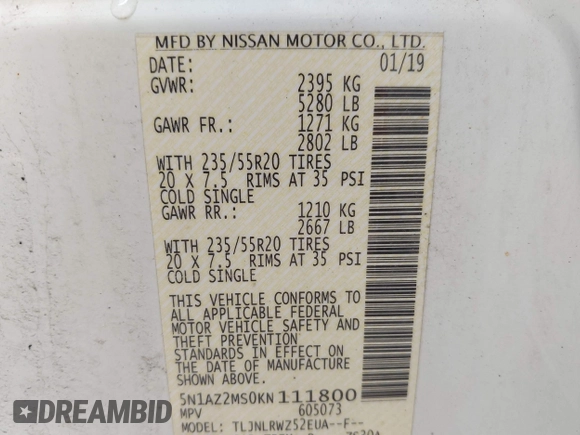 MFD BY NISSAN MOTOR CO., LTD.
DATE: 01/19
GVWR: 2395 KG
5280 LB
GAWR FR.: 1271 KG
2802 LB
WITH 235/55R20 TIRES
20 X 7.5 RIMS AT 35 PSI
COLD SINGLE
GAWR RR.: 1210 KG
2667 LB
WITH 235/55R20 TIRES
20 X 7.5 RIMS AT 35 PSI
COLD SINGLE
THIS VEHICLE CONFORMS TO
ALL APPLICABLE FEDERAL
MOTOR VEHICLE SAFETY AND
THEFT PREVENTION
STANDARDS IN EFFECT ON
THE DATE OF MANUFACTURE
SHOWN ABOVE.
5N1AZ2MS0KN111800
MPV 605073
MODEL: TLJNLRWZ52EUA--F--
DEALERHISTORY.COM